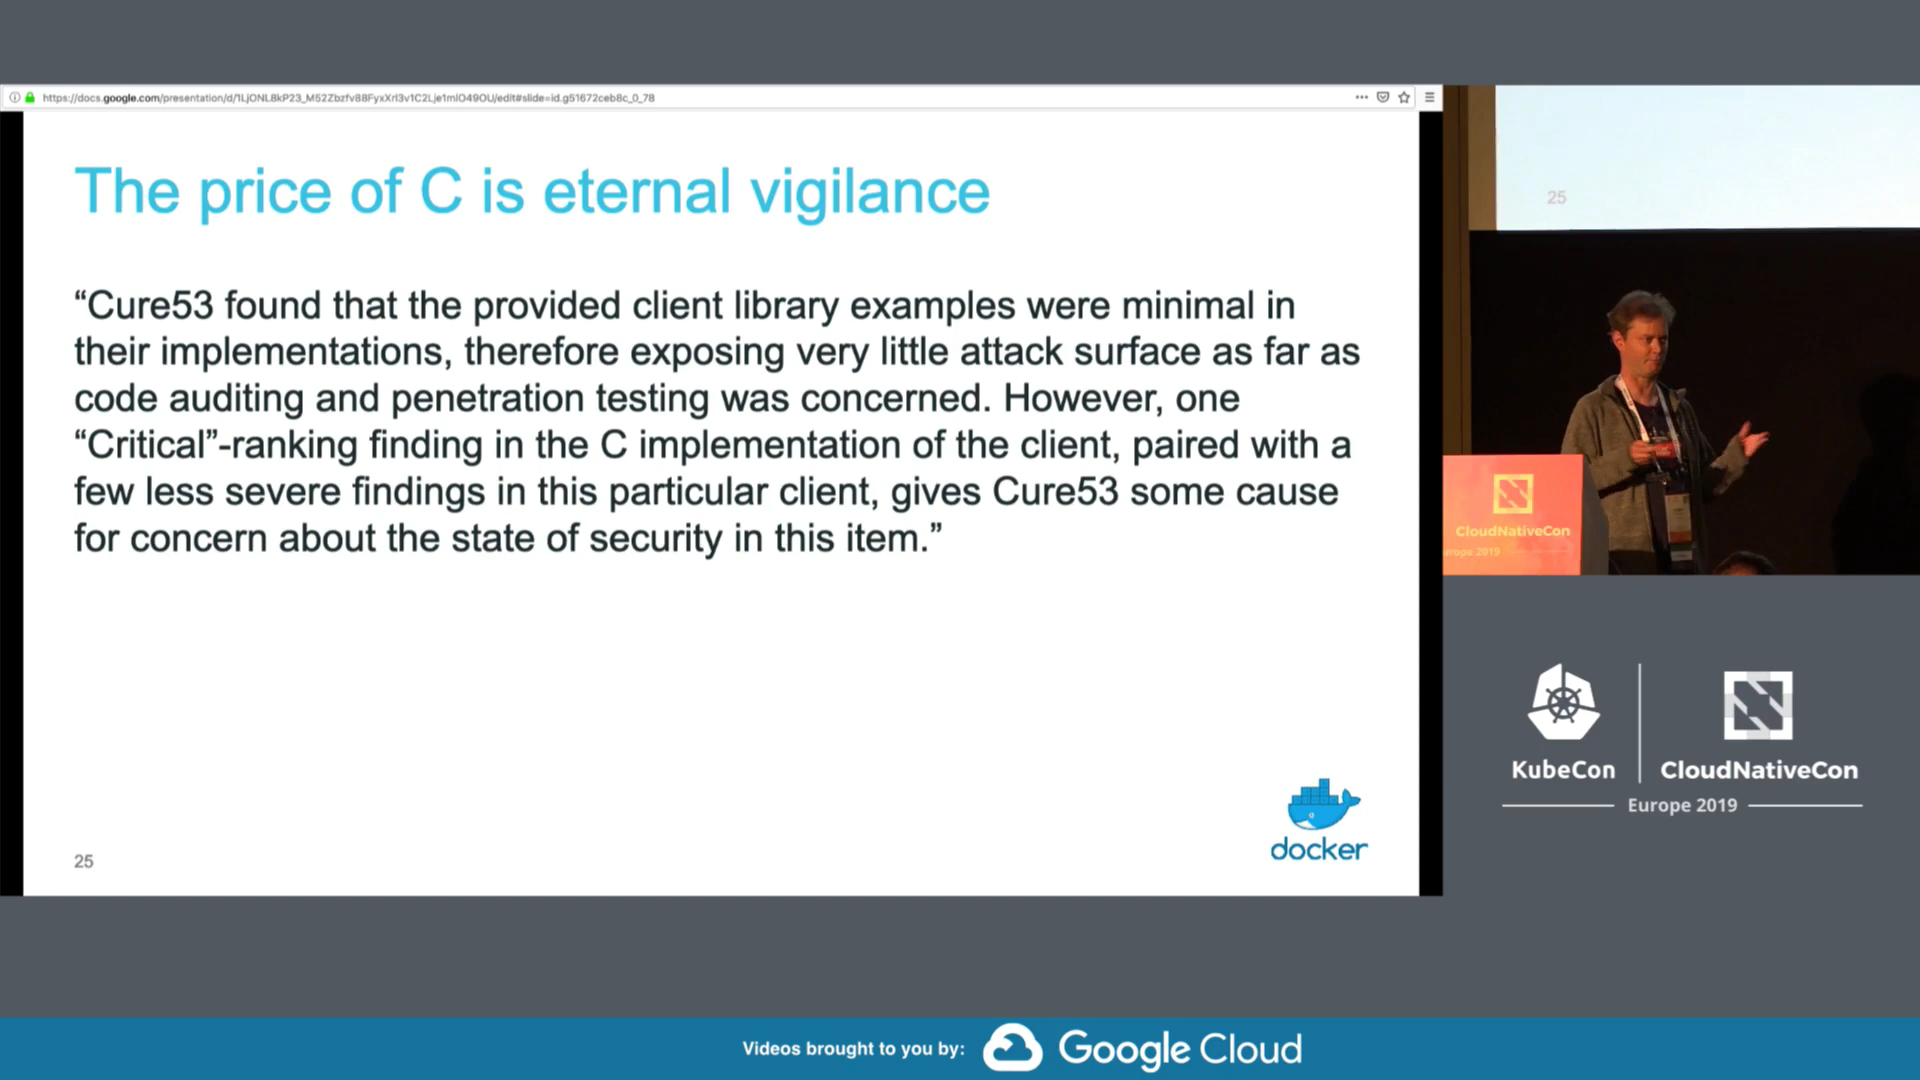 https://docs.google.com/presentation/d/1LjONL8kP23_M52Zbzfv88FyxXrl3v1C2Lje1mlO49OU/edit#slide=id.g51672ceb8c_0_78
The price of C is eternal vigilance
“Cure53 found that the provided client library examples were minimal in
their implementations, therefore exposing very little attack surface as far as
code auditing and penetration testing was concerned. However, one
“Critical”-ranking finding in the C implementation of the client, paired with a
few less severe findings in this particular client, gives Cure53 some cause
for concern about the state of security in this item.”
25
docker
25
CloudNativeCon
Europe 2019
KubeCon
CloudNativeCon
Europe 2019
Videos brought to you by:
Google Cloud